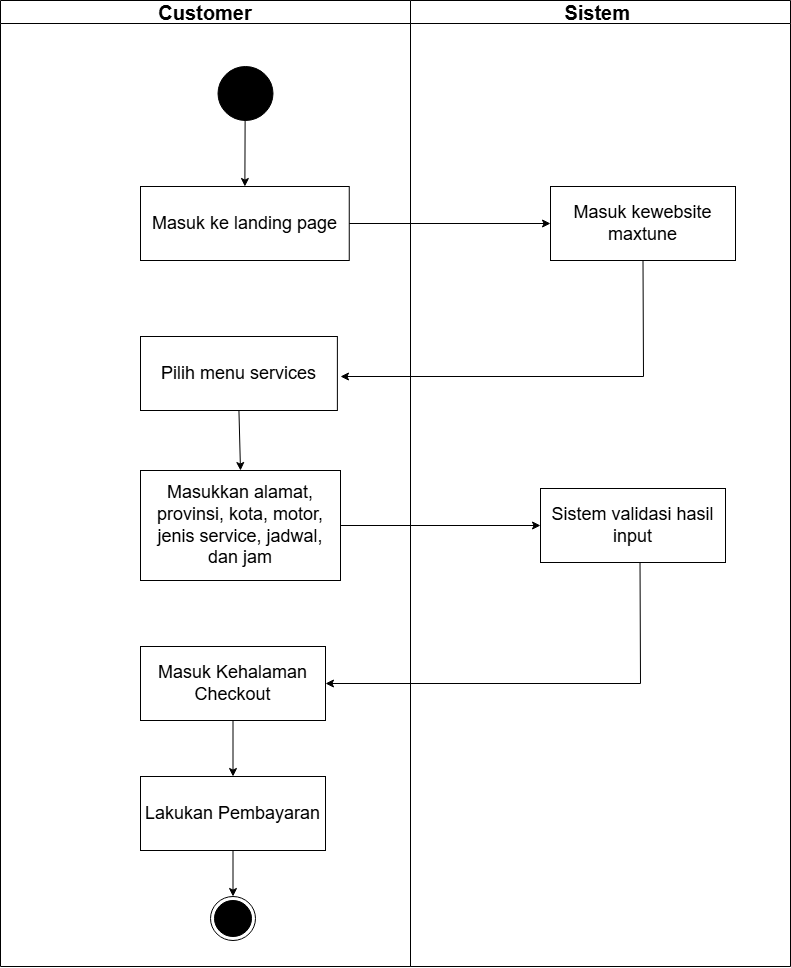 Customer
Sistem
Masuk ke landing page
Masuk kewebsite
maxtune
Pilih menu services
Masukkan alamat,
provinsi, kota, motor,
jenis service, jadwal,
dan jam
Sistem validasi hasil
input
Masuk Kehalaman
Checkout
Lakukan Pembayaran